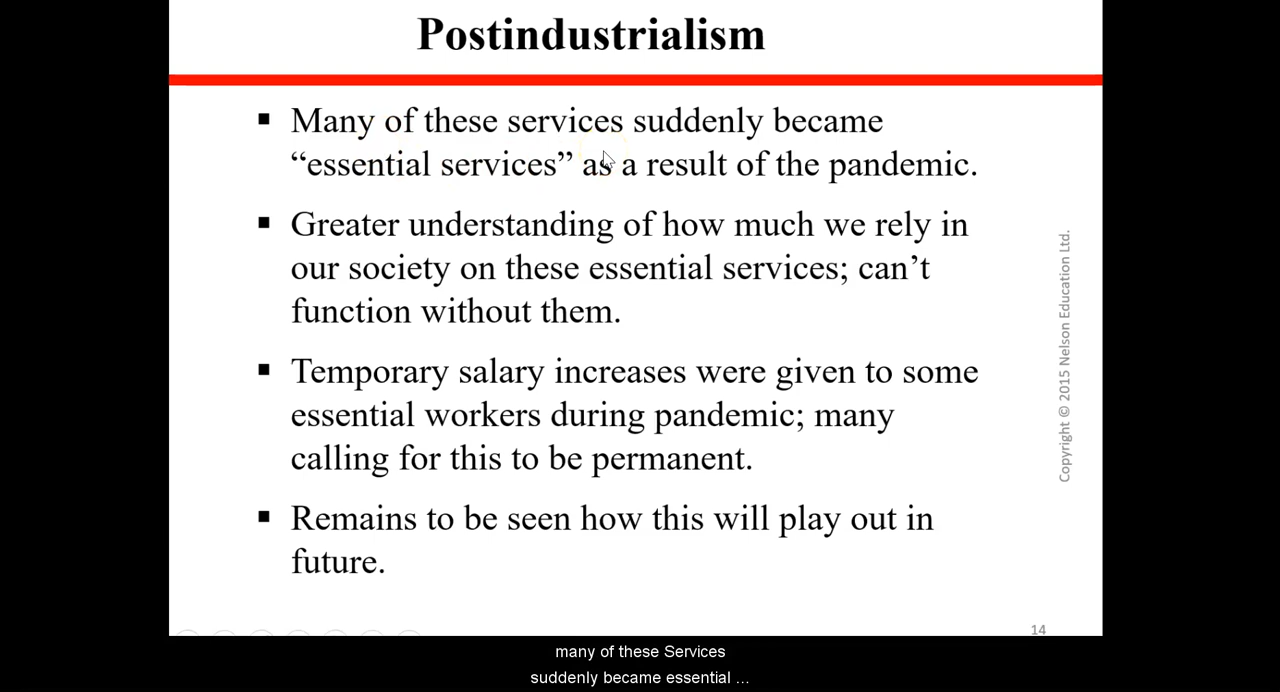 Postindustrialism
▪ Many of these services suddenly became
“essential services” as a result of the pandemic.
▪ Greater understanding of how much we rely in
our society on these essential services; can’t
function without them.
▪ Temporary salary increases were given to some
essential workers during pandemic; many
calling for this to be permanent.
▪ Remains to be seen how this will play out in
future.
Copyright © 2015 Nelson Education Ltd.
14
many of these Services
suddenly became essential ...